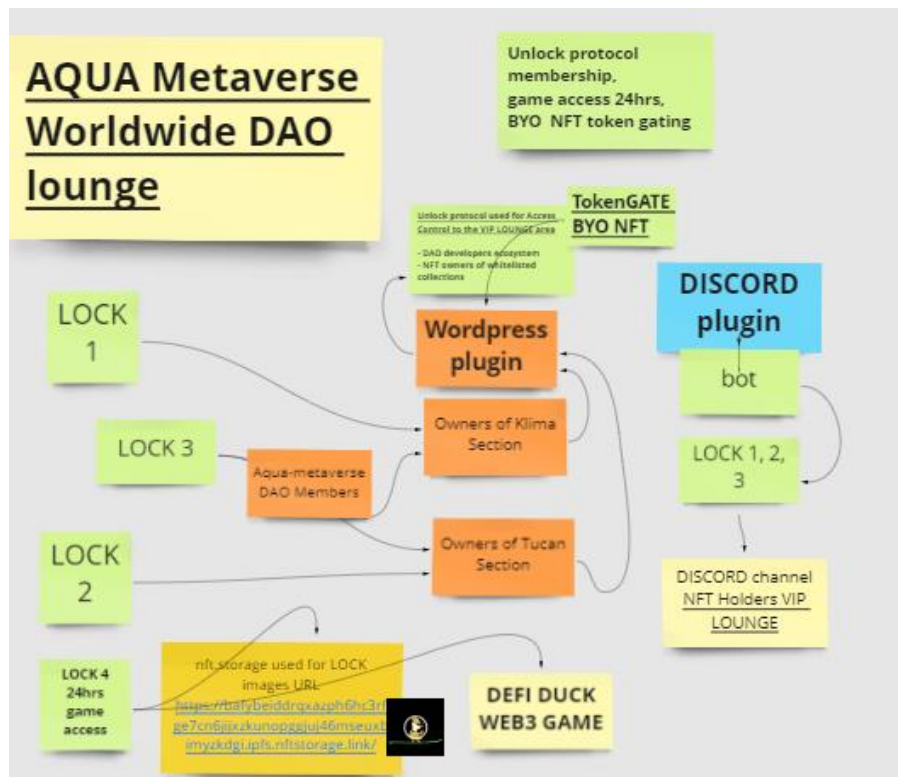 AQUA Metaverse
Worldwide DAO
lounge
Unlock protocol
membership,
game access 24hrs,
BYO NFT token gating
Unlock protocol used for Access
Control to the VIP LOUNGE area
- DAO developers ecosystem
- NFT owners of whitelisted
collections
TokenGATE
BYO NFT
DISCORD
plugin
bot
LOCK 1, 2,
3
DISCORD channel
NFT Holders VIP
LOUNGE
Wordpress
plugin
LOCK
1
Owners of Klima
Section
LOCK 3
Aqua-metaverse
DAO Members
Owners of Tucan
Section
LOCK
2
LOCK 4
24hrs
game
access
nft.storage used for LOCK
images URL
DEFI DUCK
WEB3 GAME